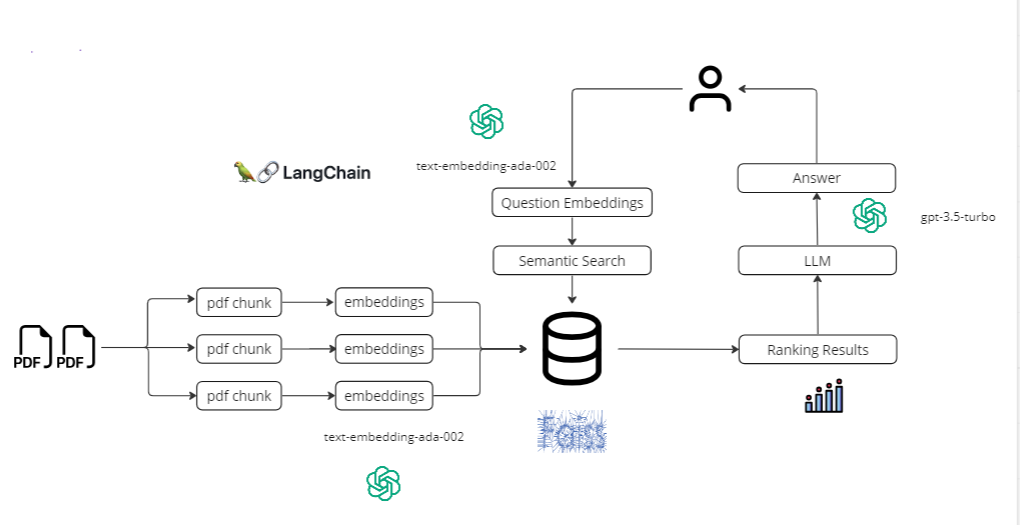 text-embedding-ada-002
LangChain
Question Embeddings
Semantic Search
Answer
gpt-3.5-turbo
LLM
pdf chunk
embeddings
PDF
PDF
pdf chunk
embeddings
Ranking Results
pdf chunk
embeddings
text-embedding-ada-002
Faiss